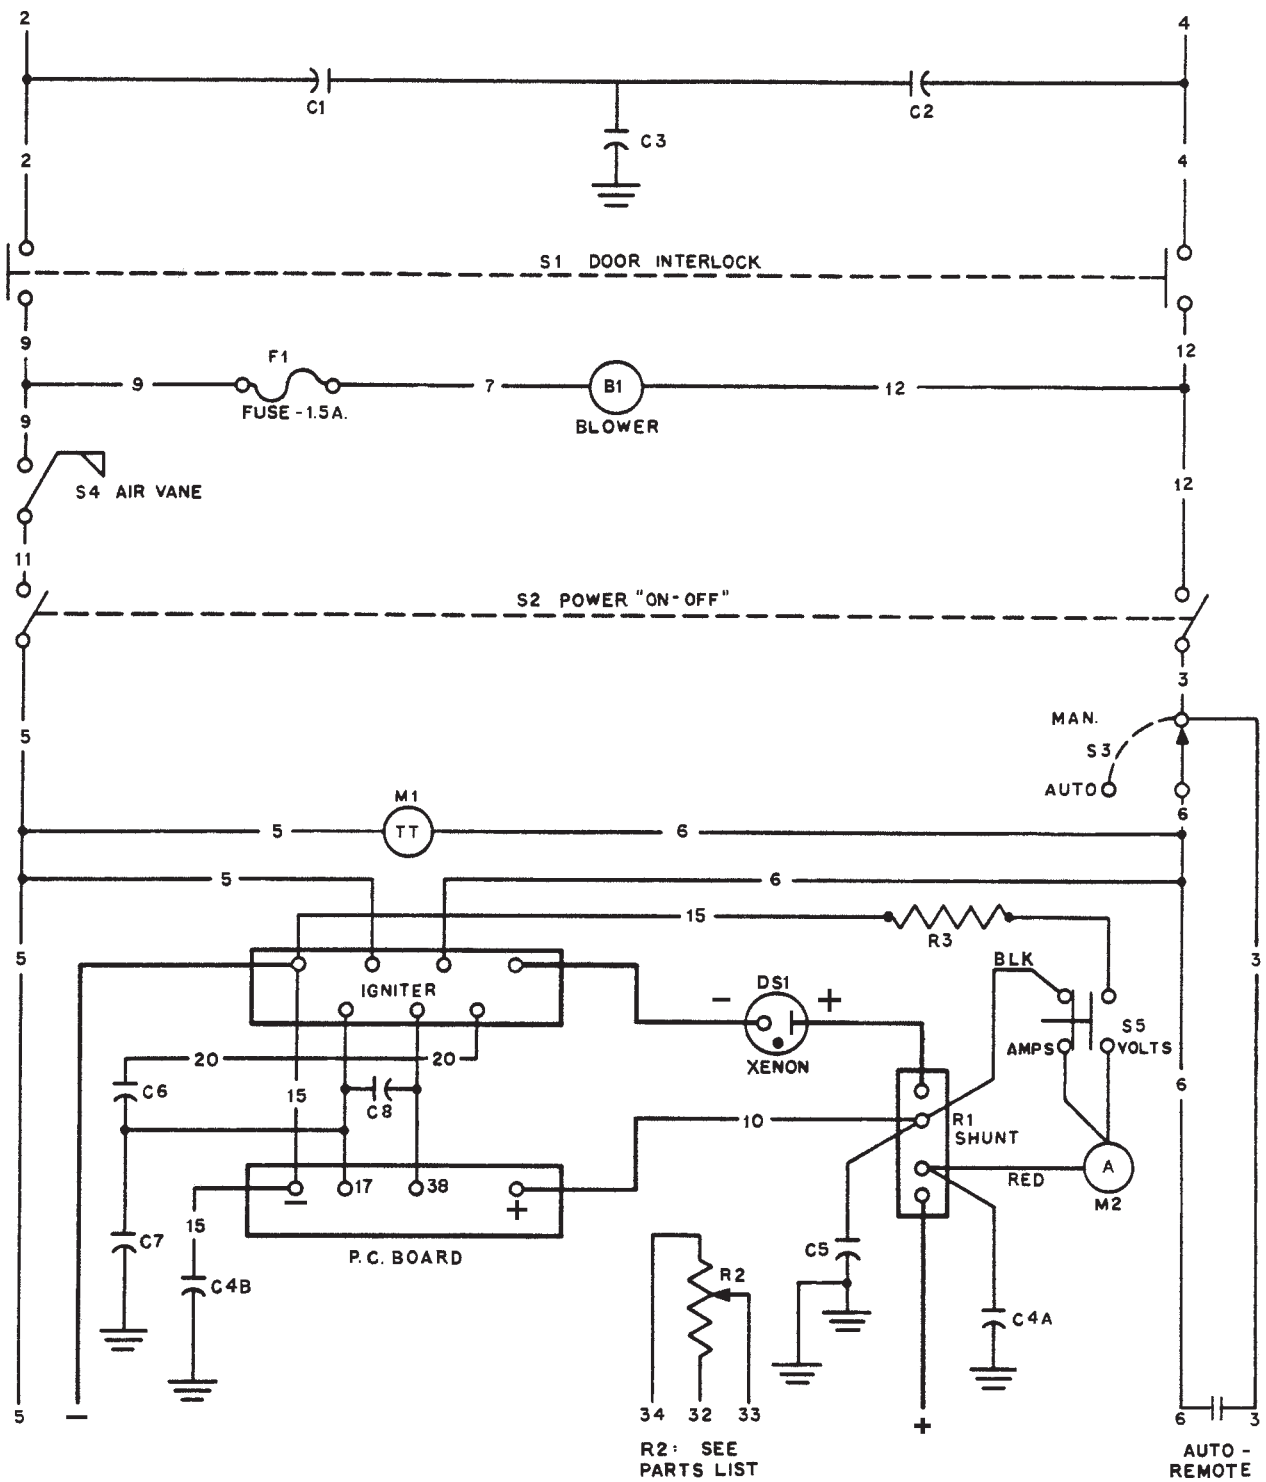 2
4
C1
C2
C3
2
4
S1 DOOR INTERLOCK
9
12
F1
9
7
B1
12
FUSE - 1.5A.
BLOWER
9
S4 AIR VANE
12
11
S2 POWER "ON-OFF"
3
MAN.
S3
5
AUTO
M1
6
5
TT
6
5
6
15
R3
5
BLK
3
IGNITER
DS1
- +
S5
AMPS
VOLTS
XENON
20
20
C6
15
C8
6
10
R1
SHUNT
A
RED
M2
- 17 38 +
15
C7
P.C. BOARD
C5
C4B
R2
C4A
5
-
34 32 33
+
6
3
R2: SEE
PARTS LIST
AUTO -
REMOTE